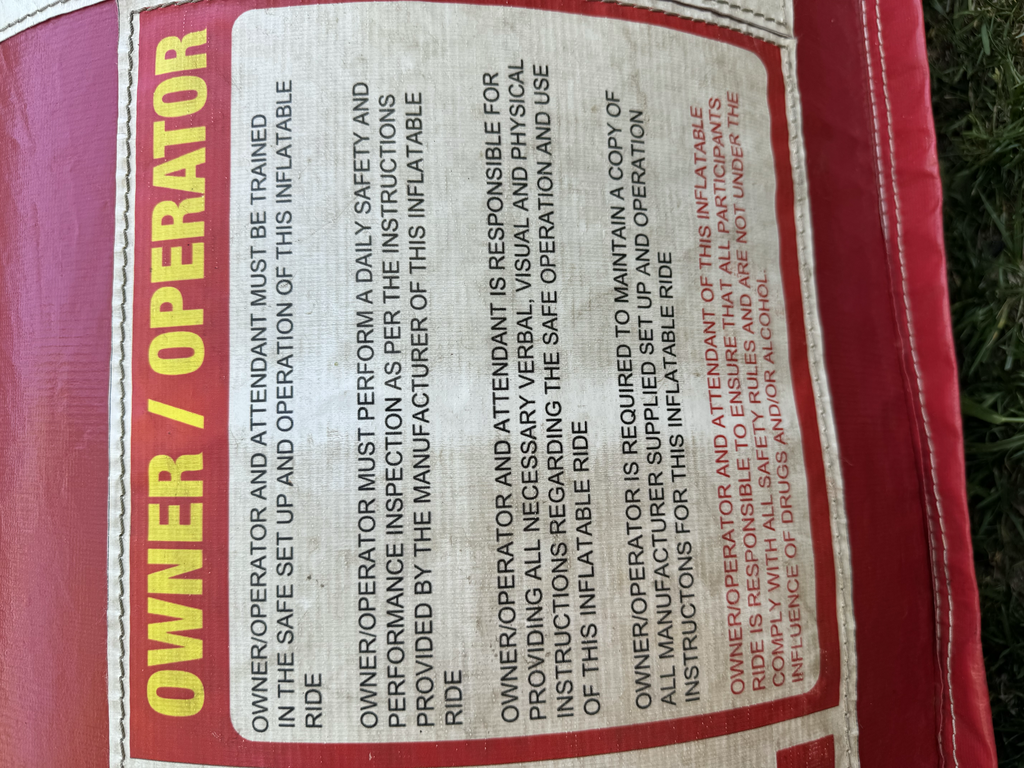 OWNER / OPERATOR
OWNER/OPERATOR AND ATTENDANT MUST BE TRAINED
IN THE SAFE SET UP AND OPERATION OF THIS INFLATABLE
RIDE
OWNER/OPERATOR MUST PERFORM A DAILY SAFETY AND
PERFORMANCE INSPECTION AS PER THE INSTRUCTIONS
PROVIDED BY THE MANUFACTURER OF THIS INFLATABLE
RIDE
OWNER/OPERATOR AND ATTENDANT IS RESPONSIBLE FOR
PROVIDING ALL NECESSARY VERBAL, VISUAL AND PHYSICAL
INSTRUCTIONS REGARDING THE SAFE OPERATION AND USE
OF THIS INFLATABLE RIDE
OWNER/OPERATOR IS REQUIRED TO MAINTAIN A COPY OF
ALL MANUFACTURER SUPPLIED SET UP AND OPERATION
INSTRUCTONS FOR THIS INFLATABLE RIDE
OWNER/OPERATOR AND ATTENDANT OF THIS INFLATABLE
RIDE IS RESPONSIBLE TO ENSURE THAT ALL PARTICIPANTS
COMPLY WITH ALL SAFETY RULES AND ARE NOT UNDER THE
INFLUENCE OF DRUGS AND/OR ALCOHOL.